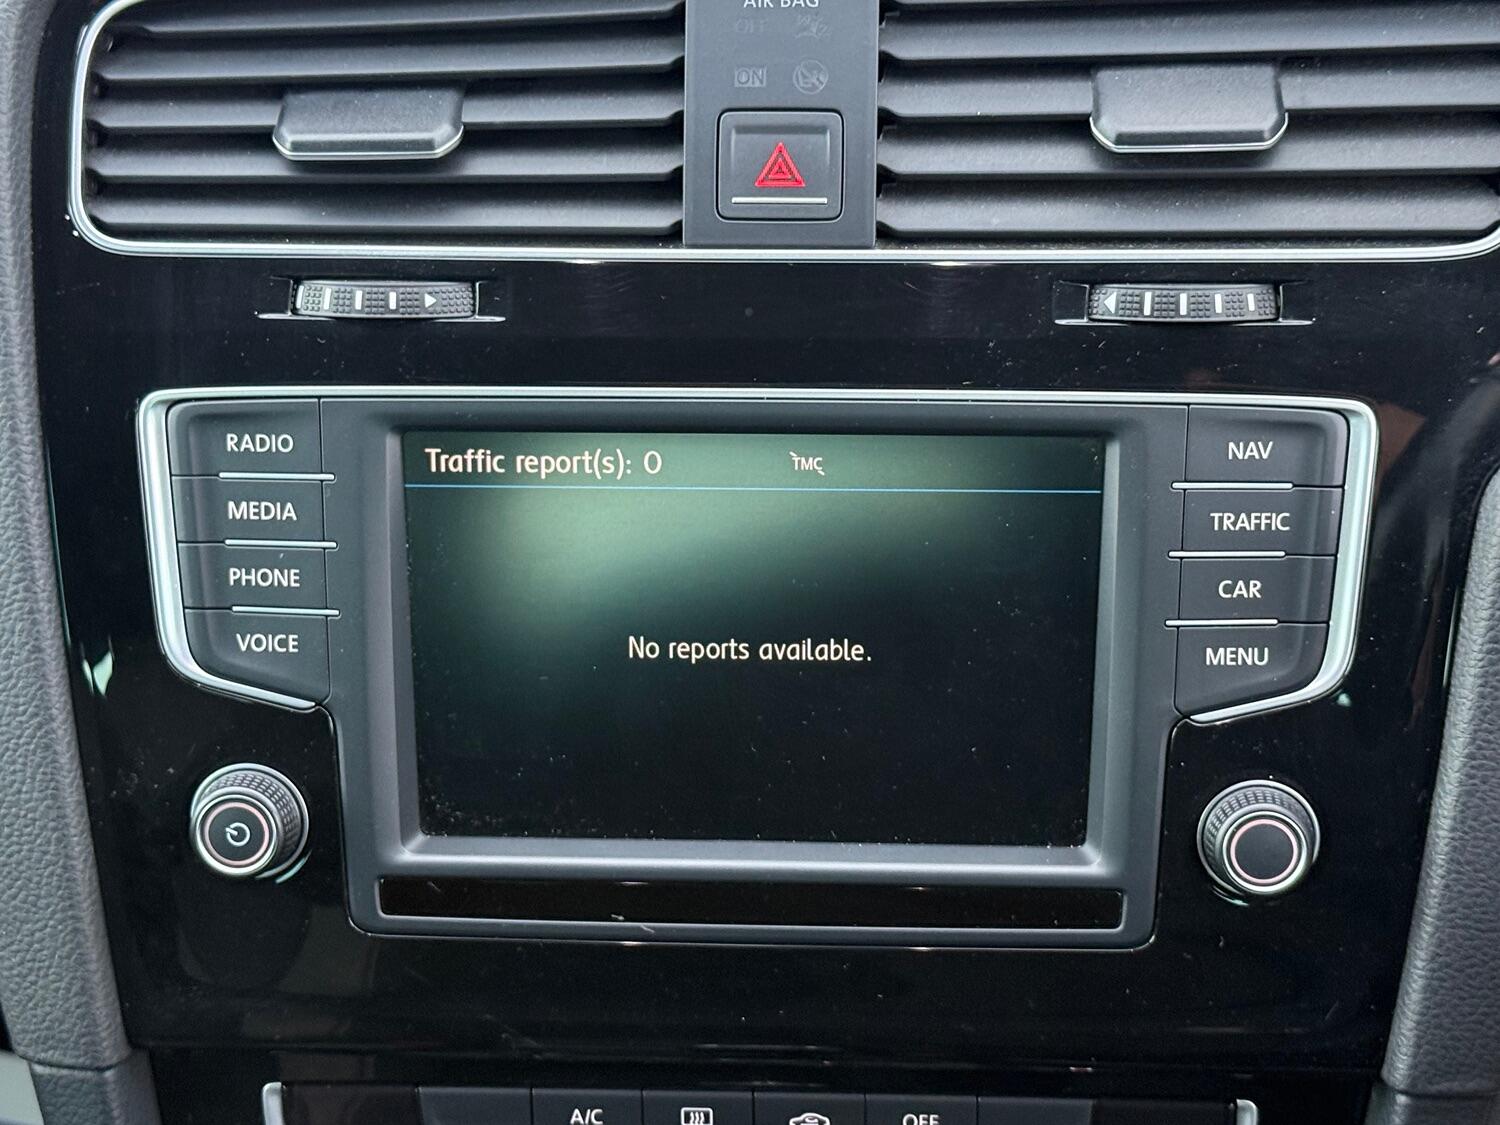 AIR BAG
OFF
ON
RADIO
MEDIA
PHONE
VOICE
Traffic report(s): 0
TMC
No reports available.
NAV
TRAFFIC
CAR
MENU
A/C
OFF